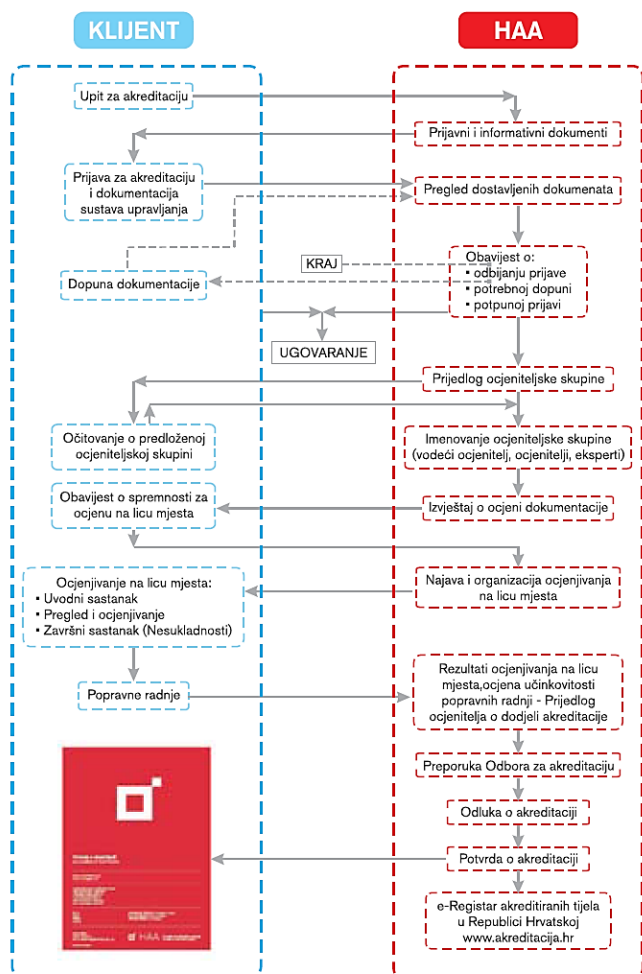 KLIJENT
HAA
Upit za akreditaciju
Prijavni i informativni dokumenti
Prijava za akreditaciju
i dokumentacija
sustava upravljanja
Pregled dostavljenih dokumenata
KRAJ
Obavijest o:
▪ odbijanju prijave
▪ potrebnoj dopuni
▪ potpunoj prijavi
Dopuna dokumentacije
UGOVARANJE
Prijedlog ocjeniteljske skupine
Očitovanje o predloženoj
ocjeniteljskoj skupini
Imenovanje ocjeniteljske skupine
(vodeći ocjenitelj, ocjenitelji, eksperti)
Obavijest o spremnosti za
ocjenu na licu mjesta
Izvještaj o ocjeni dokumentacije
Ocjenjivanje na licu mjesta:
▪ Uvodni sastanak
▪ Pregled i ocjenjivanje
▪ Završni sastanak (Nesukladnosti)
Najava i organizacija ocjenjivanja
na licu mjesta
Popravne radnje
Rezultati ocjenjivanja na licu
mjesta,ocjena učinkovitosti
popravnih radnji - Prijedlog
ocjenitelja o dodjeli akreditacije
Preporuka Odbora za akreditaciju
Odluka o akreditaciji
Potvrda o akreditaciji
e-Registar akreditiranih tijela
u Republici Hrvatskoj
www.akreditacija.hr
HAA